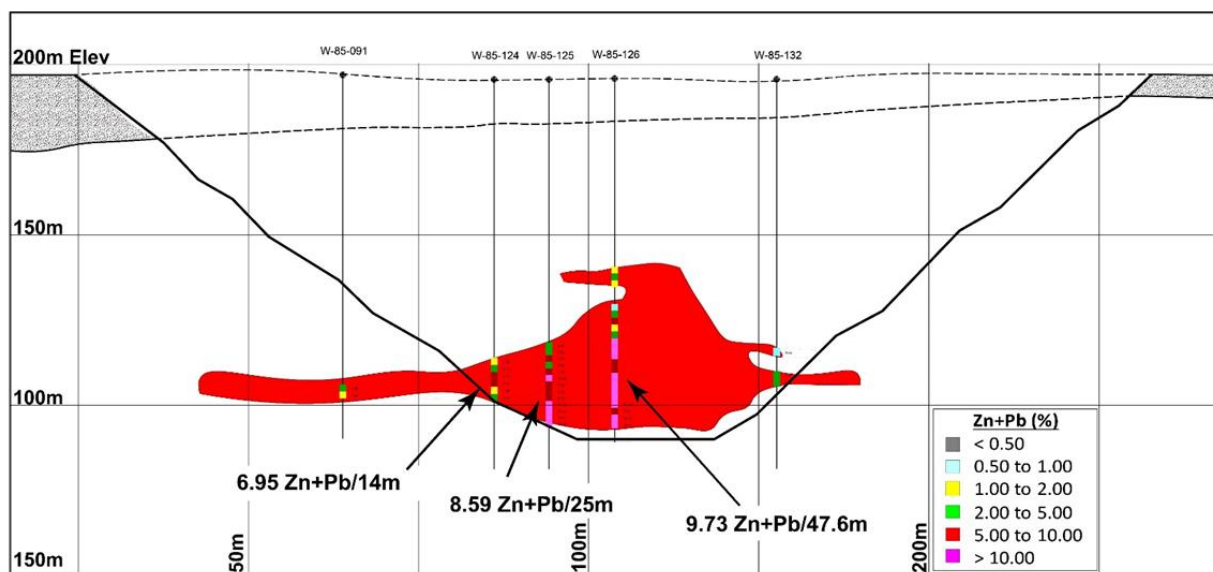 W-85-091
W-85-124
W-85-125
W-85-126
W-85-132
200m Elev
150m
100m
6.95 Zn+Pb/14m
8.59 Zn+Pb/25m
9.73 Zn+Pb/47.6m
Zn+Pb (%)
< 0.50
0.50 to 1.00
1.00 to 2.00
2.00 to 5.00
5.00 to 10.00
> 10.00
150m
50m
100m
200m